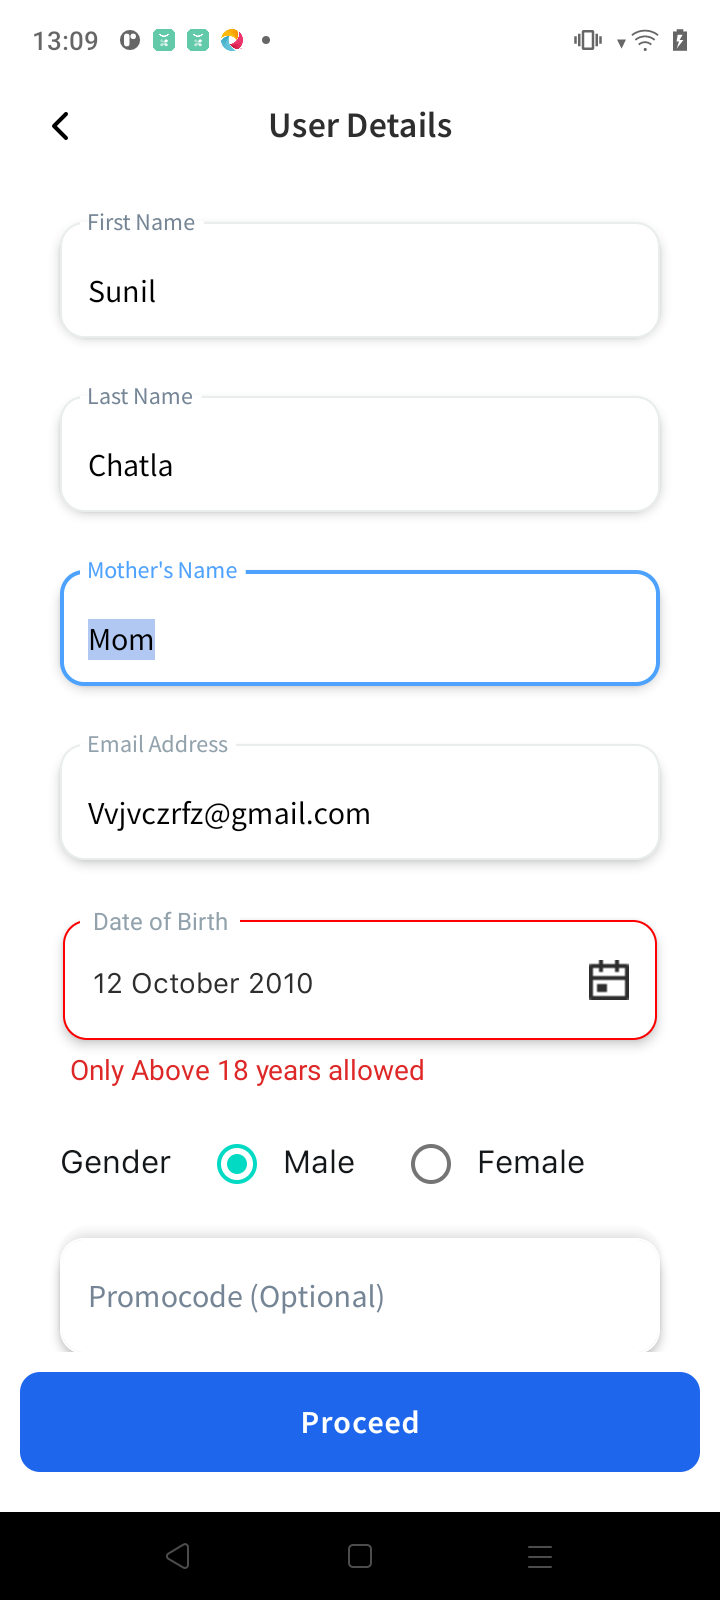 13:09
User Details
First Name
Sunil
Last Name
Chatla
Mother's Name
Mom
Email Address
Vvjvczrfz@gmail.com
Date of Birth
12 October 2010
Only Above 18 years allowed
Gender Male Female
Promocode (Optional)
Proceed